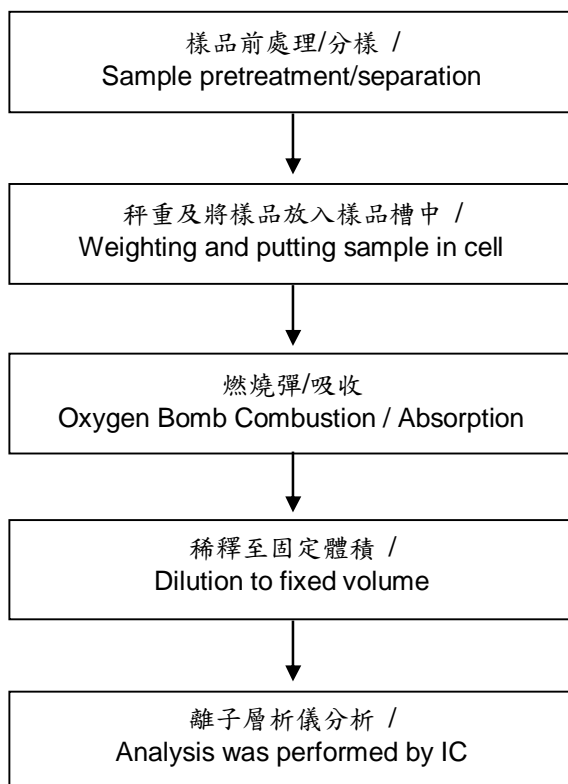 樣品前處理/分樣 /
Sample pretreatment/separation
秤重及將樣品放入樣品槽中 /
Weighting and putting sample in cell
燃燒彈/吸收
Oxygen Bomb Combustion / Absorption
稀釋至固定體積 /
Dilution to fixed volume
離子層析儀分析 /
Analysis was performed by IC